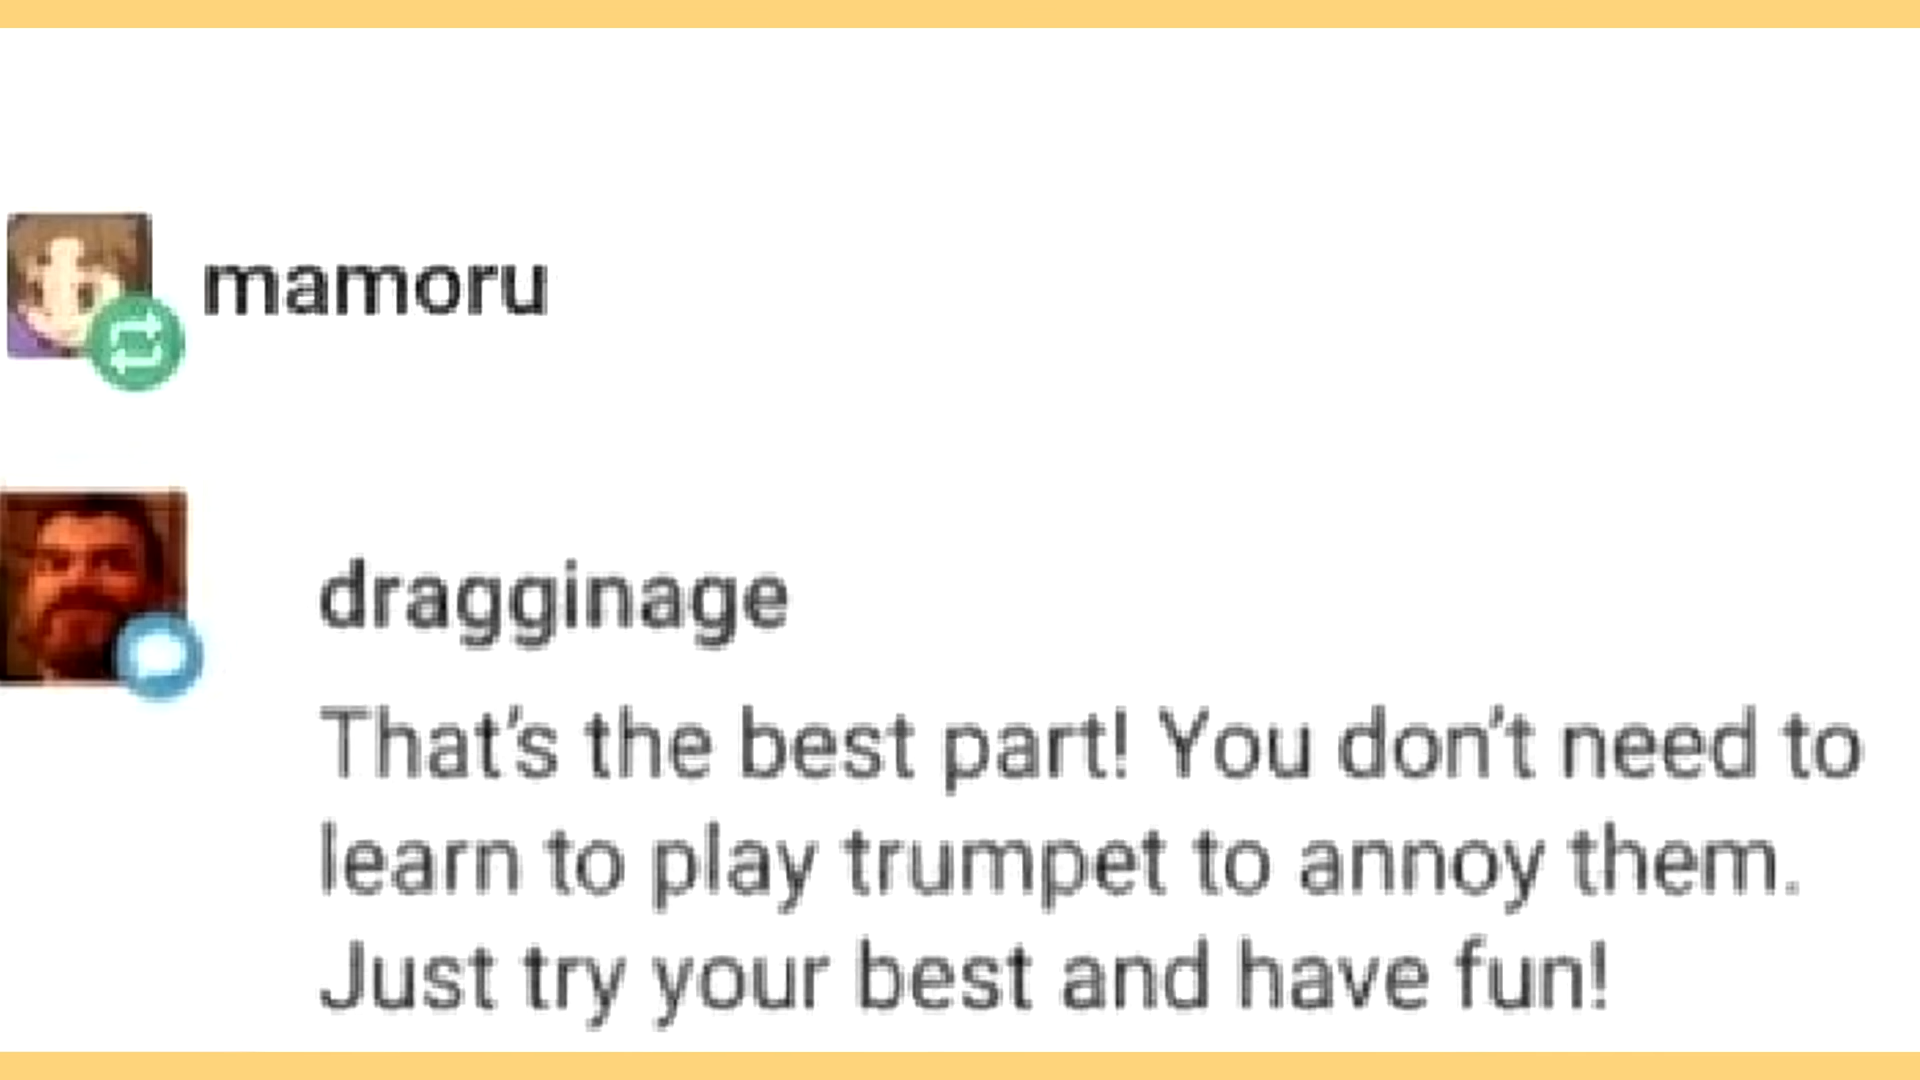 mamoru
dragginage
That's the best part! You don't need to
learn to play trumpet to annoy them.
Just try your best and have fun!